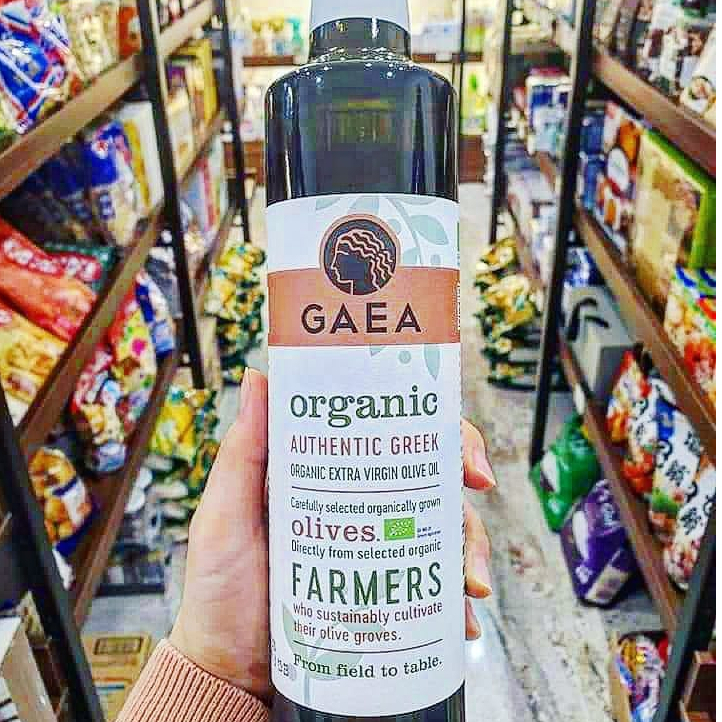 GAEA
organic
AUTHENTIC GREEK
ORGANIC EXTRA VIRGIN OLIVE OIL
Carefully selected organically grown
olives.
Directly from selected organic
FARMERS
who sustainably cultivate
their olive groves.
From field to table.